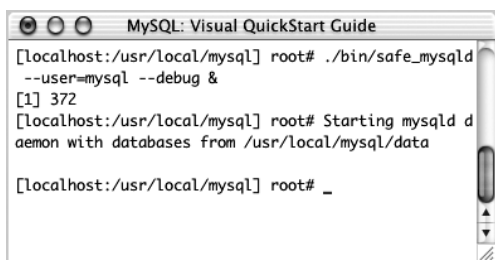 MySQL: Visual QuickStart Guide
[localhost:/usr/local/mysql] root# ./bin/safe_mysqld
--user=mysql --debug &
[1] 372
[localhost:/usr/local/mysql] root# Starting mysqld d
aemon with databases from /usr/local/mysql/data
[localhost:/usr/local/mysql] root# _